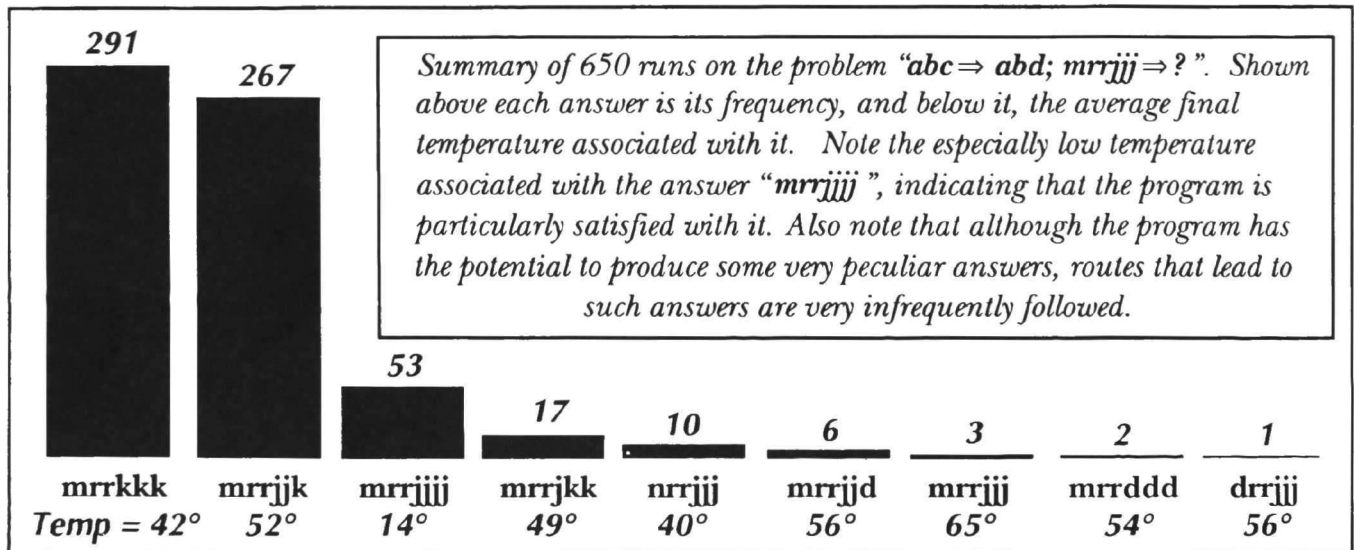 291
267
Summary of 650 runs on the problem “abc ⇒ abd; mrrjjj ⇒ ? ”. Shown
above each answer is its frequency, and below it, the average final
temperature associated with it. Note the especially low temperature
associated with the answer “mrrjjjj ”, indicating that the program is
particularly satisfied with it. Also note that although the program has
the potential to produce some very peculiar answers, routes that lead to
such answers are very infrequently followed.
53 17 10 6 3 2 1
mrrkkk mrrjjk mrrjjjj mrrjkk nrrjjj mrrjjd mrrjjj mrrddd drrjjj
Temp = 42° 52° 14° 49° 40° 56° 65° 54° 56°